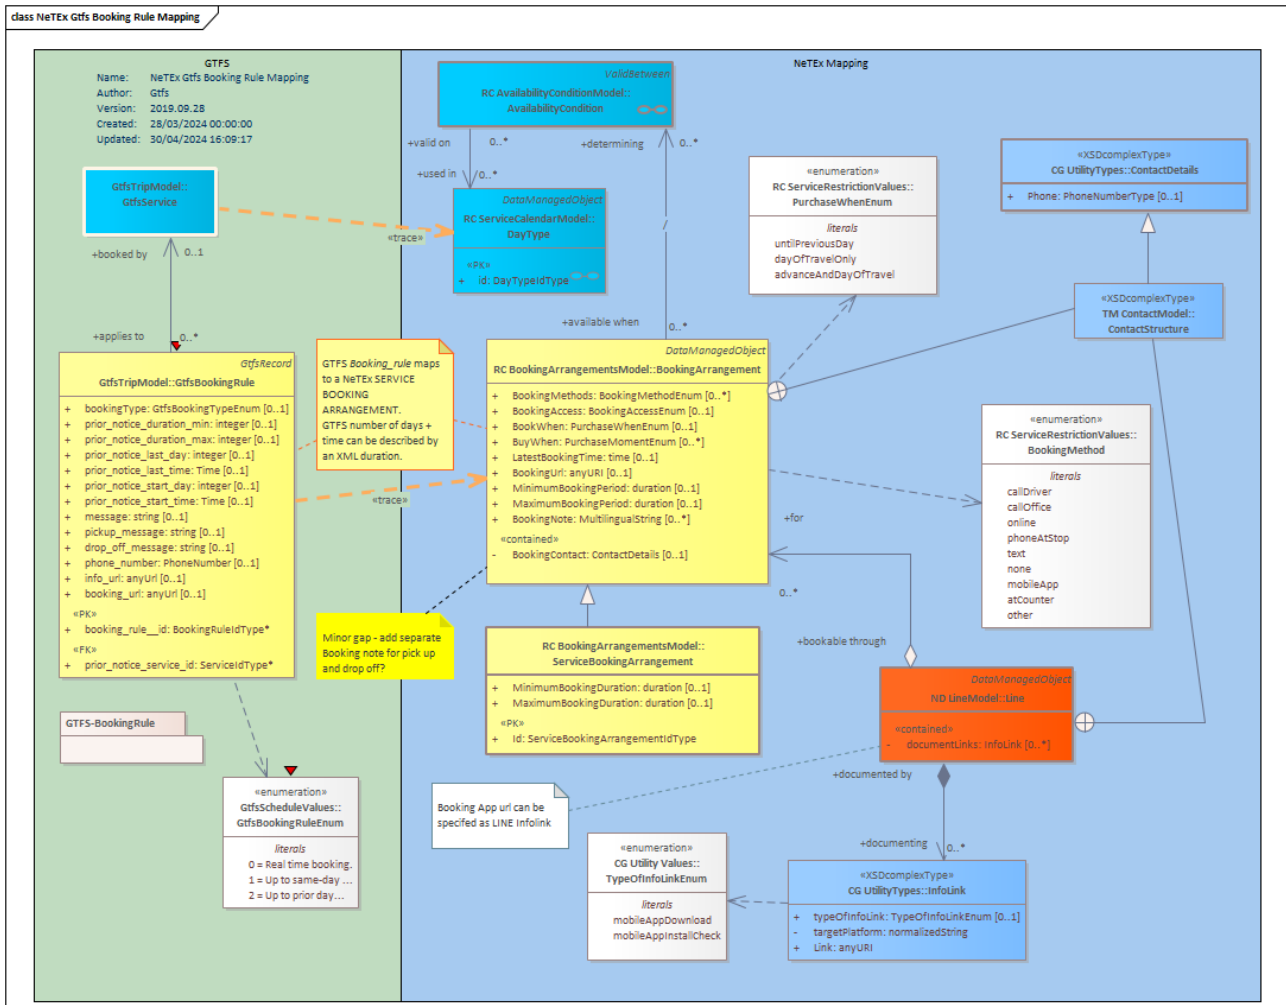 class NeTEx Gtfs Booking Rule Mapping
GTFS
Name: NeTEx Gtfs Booking Rule Mapping
Author: Gtfs
Version: 2019.09.28
Created: 28/03/2024 00:00:00
Updated: 30/04/2024 16:09:17
GtfsTripModel::
GtfsService
+booked by
0..1
+applies to
0..*
GtfsRecord
GtfsTripModel::GtfsBookingRule
+ bookingType: GtfsBookingTypeEnum [0..1]
+ prior_notice_duration_min: integer [0..1]
+ prior_notice_duration_max: integer [0..1]
+ prior_notice_last_day: integer [0..1]
+ prior_notice_last_time: Time [0..1]
+ prior_notice_start_day: integer [0..1]
+ prior_notice_start_time: Time [0..1]
+ message: string [0..1]
+ pickup_message: string [0..1]
+ drop_off_message: string [0..1]
+ phone_number: PhoneNumber [0..1]
+ info_url: anyUrl [0..1]
+ booking_url: anyUrl [0..1]
«PK»
+ booking_rule__id: BookingRuleIdType*
«FK»
+ prior_notice_service_id: ServiceIdType*
GTFS-BookingRule
«enumeration»
GtfsScheduleValues::
GtfsBookingRuleEnum
literals
0 = Real time booking.
1 = Up to same-day ...
2 = Up to prior day...
GTFS Booking_rule maps
to a NeTEX SERVICE
BOOKING
ARRANGEMENT.
GTFS number of days +
time can be described by
an XML duration.
«trace»
«trace»
Minor gap - add separate
Booking note for pick up
and drop off?
NeTEx Mapping
ValidBetween
RC AvailabilityConditionModel::
AvailabilityCondition
+valid on
0..*
+used in
0..*
+determining
0..*
DataManagedObject
RC ServiceCalendarModel::
DayType
«PK»
+ id: DayTypeIdType
+available when
0..*
«enumeration»
RC ServiceRestrictionValues::
PurchaseWhenEnum
literals
untilPreviousDay
dayOfTravelOnly
advanceAndDayOfTravel
«XSDcomplexType»
CG UtilityTypes::ContactDetails
+ Phone: PhoneNumberType [0..1]
«XSDcomplexType»
TM ContactModel::
ContactStructure
DataManagedObject
RC BookingArrangementsModel::BookingArrangement
+ BookingMethods: BookingMethodEnum [0..*]
+ BookingAccess: BookingAccessEnum [0..1]
+ BookWhen: PurchaseWhenEnum [0..1]
+ BuyWhen: PurchaseMomentEnum [0..*]
+ LatestBookingTime: time [0..1]
+ BookingUrl: anyURI [0..1]
+ MinimumBookingPeriod: duration [0..1]
+ MaximumBookingPeriod: duration [0..1]
+ BookingNote: MultilingualString [0..*]
«contained»
- BookingContact: ContactDetails [0..1]
RC BookingArrangementsModel::
ServiceBookingArrangement
+ MinimumBookingDuration: duration [0..1]
+ MaximumBookingDuration: duration [0..1]
«PK»
+ Id: ServiceBookingArrangementIdType
«enumeration»
RC ServiceRestrictionValues::
BookingMethod
literals
callDriver
callOffice
online
phoneAtStop
text
none
mobileApp
atCounter
other
+for
0..*
+bookable through
DataManagedObject
ND LineModel::Line
«contained»
- documentLinks: InfoLink [0..*]
+documented by
+documenting
0..*
Booking App url can be
specifed as LINE Infolink
«enumeration»
CG Utility Values::
TypeOfInfoLinkEnum
literals
mobileAppDownload
mobileAppInstallCheck
«XSDcomplexType»
CG UtilityTypes::InfoLink
+ typeOfInfoLink: TypeOfInfoLinkEnum [0..1]
- targetPlatform: normalizedString
+ Link: anyURI